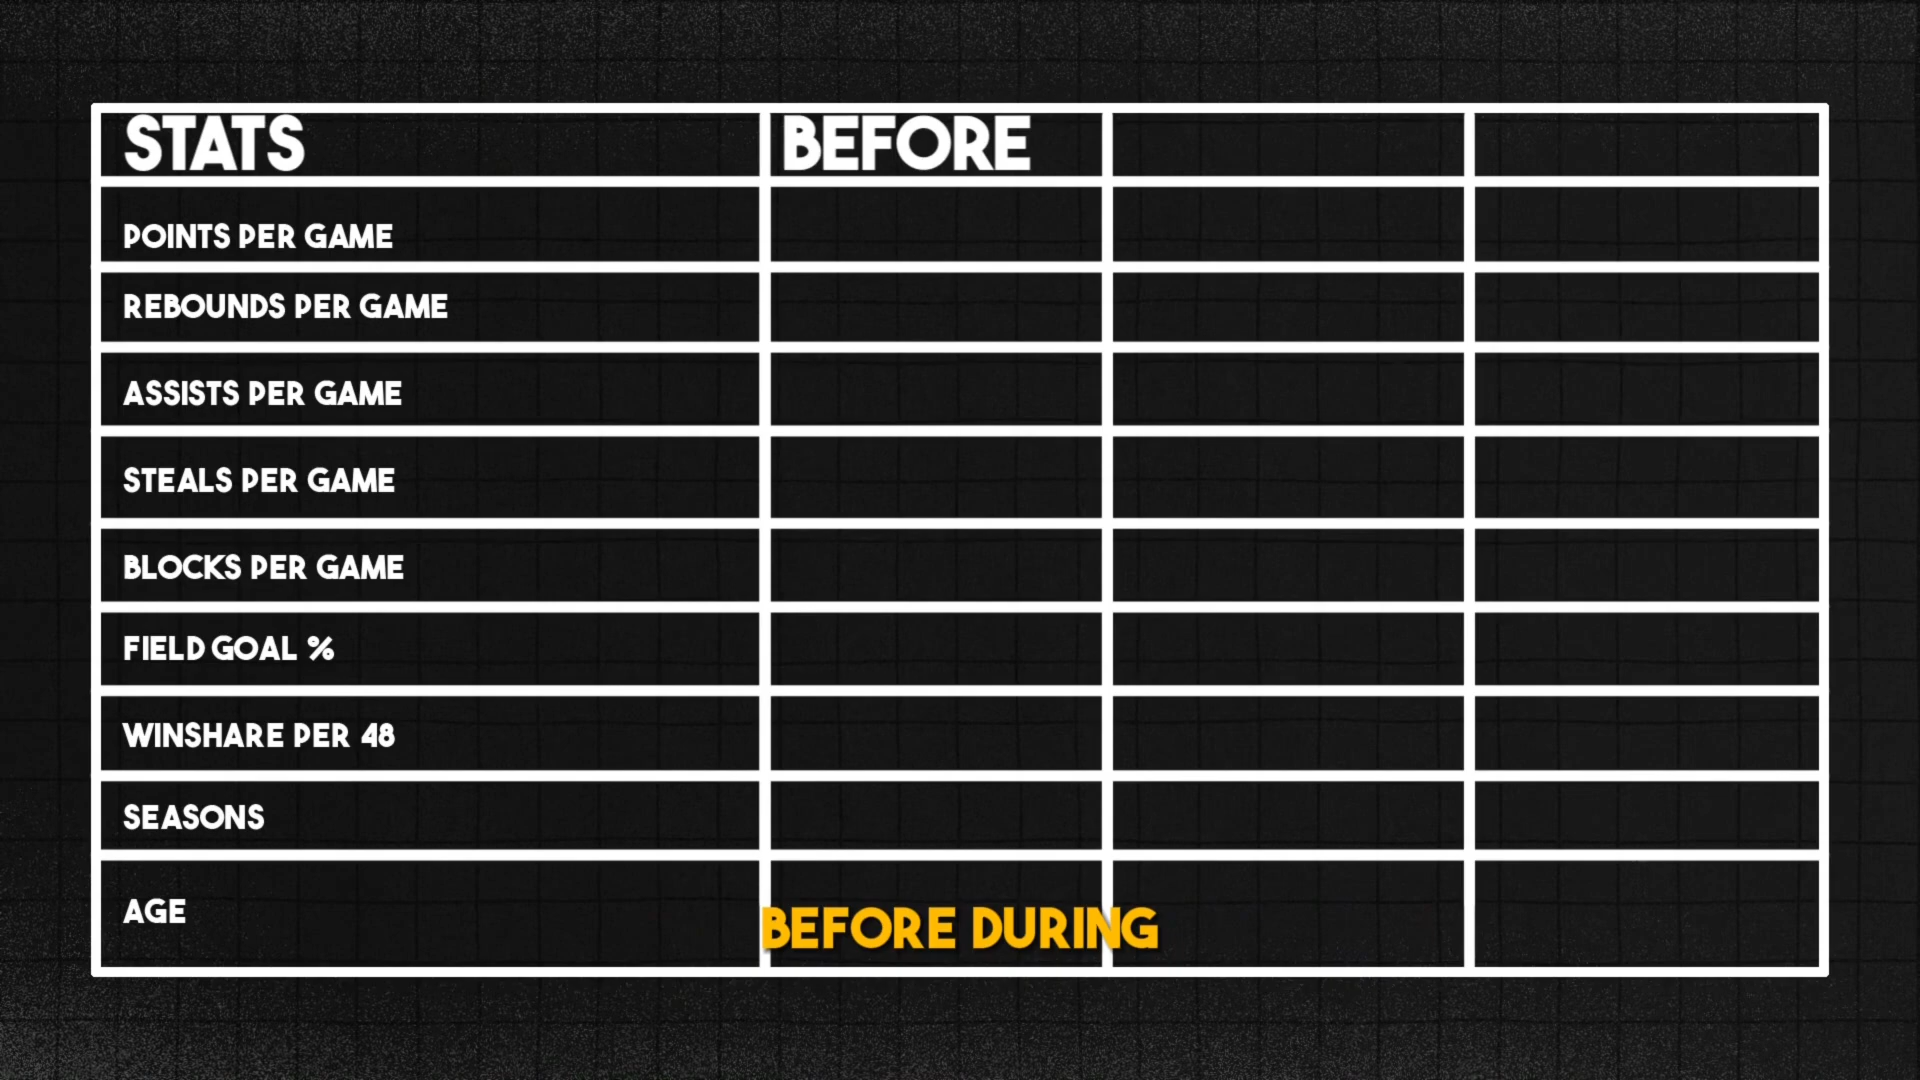 STATS BEFORE
POINTS PER GAME
REBOUNDS PER GAME
ASSISTS PER GAME
STEALS PER GAME
BLOCKS PER GAME
FIELD GOAL %
WINSHARE PER 48
SEASONS
AGE
BEFORE DURING